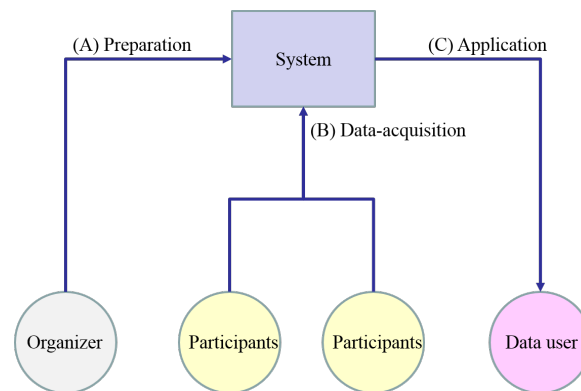 (A) Preparation
System
(C) Application
(B) Data-acquisition
Organizer
Participants
Participants
Data user